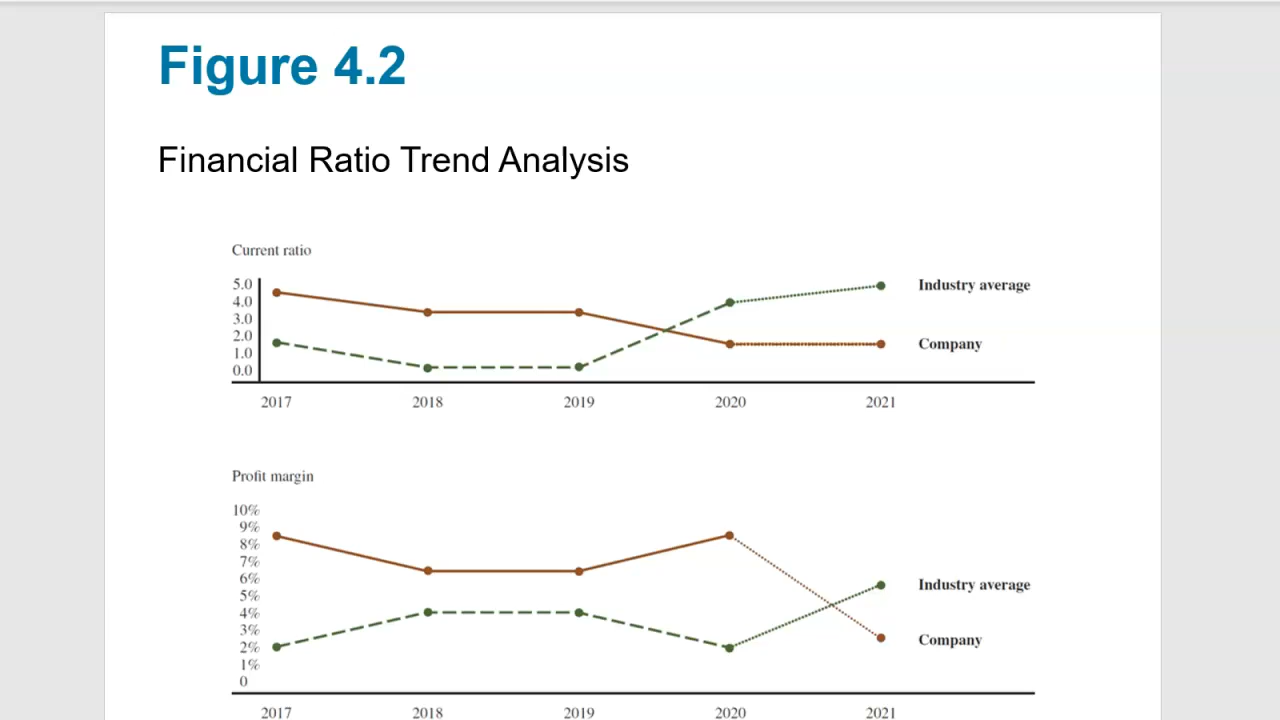 Figure 4.2
Financial Ratio Trend Analysis
Current ratio
5.0
4.0
3.0
2.0
1.0
0.0
Industry average
Company
2017 2018 2019 2020 2021
Profit margin
10%
9%
8%
7%
6%
5%
4%
3%
2%
1%
0
Industry average
Company
2017 2018 2019 2020 2021